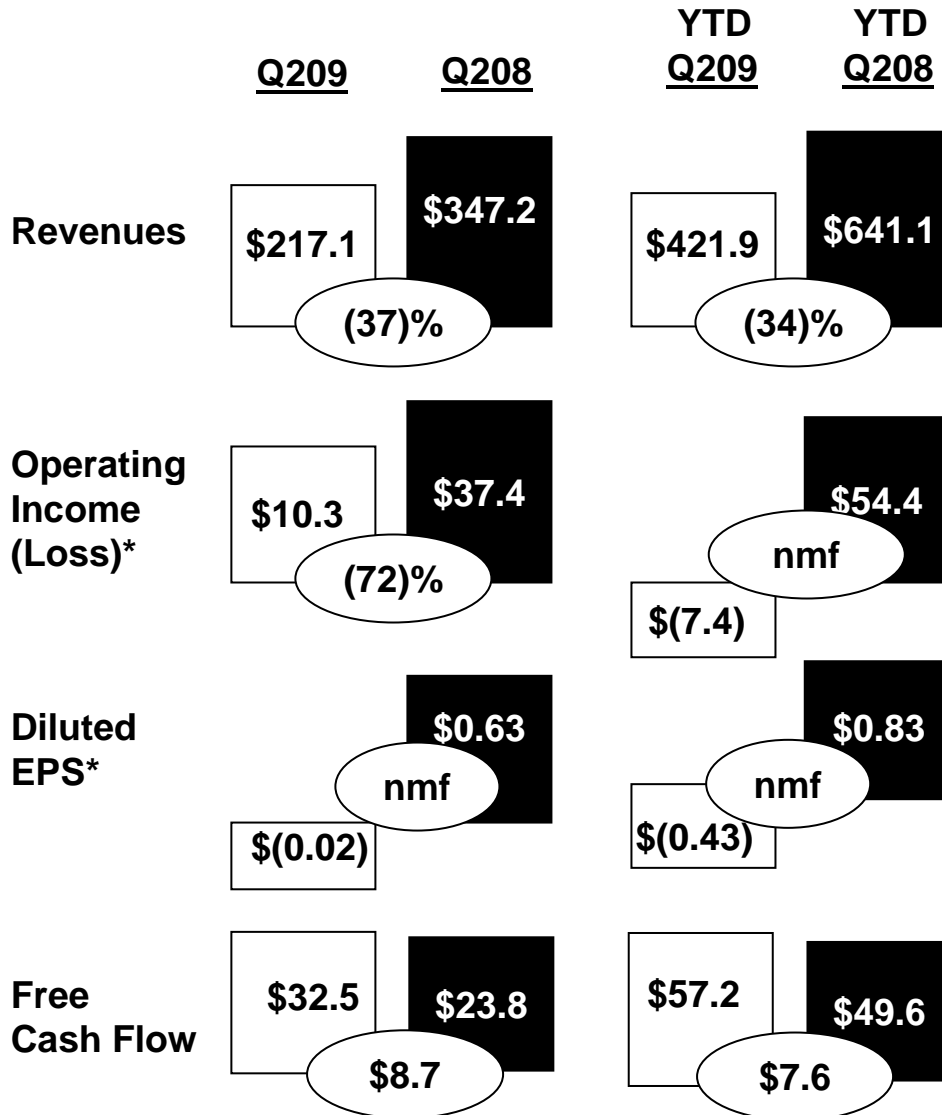 YTD YTD
Q209 Q208 Q209 Q208
Revenues $217.1 $347.2 $421.9 $641.1
(37)% (34)%
Operating
Income
(Loss)*
$10.3 $37.4 $54.4
(72)% nmf
$(7.4)
Diluted
EPS*
$0.63 $0.83
nmf nmf
$(0.02) $(0.43)
Free
Cash Flow
$32.5 $23.8 $57.2 $49.6
$8.7 $7.6